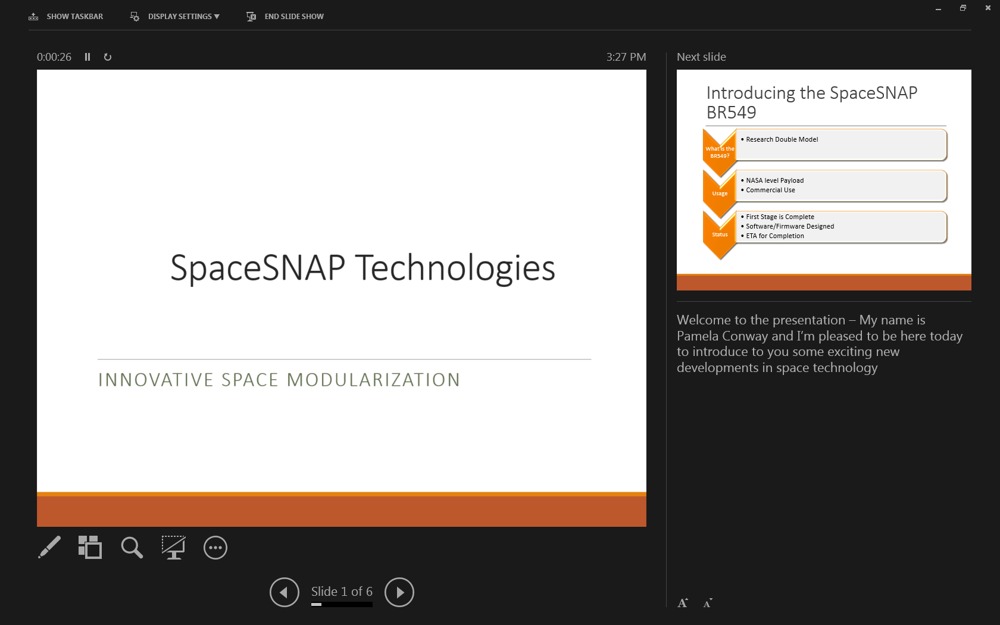 SHOW TASKBAR
DISPLAY SETTINGS
END SLIDE SHOW
0:00:26
3:27 PM
SpaceSNAP Technologies
INNOVATIVE SPACE MODULARIZATION
Slide 1 of 6
Next slide
Introducing the SpaceSNAP
BR549
What is the
BR549?
• Research Double Model
Usage
• NASA level Payload
• Commercial Use
Status
• First Stage is Complete
• Software/Firmware Designed
• ETA for Completion
Welcome to the presentation – My name is
Pamela Conway and I’m pleased to be here today
to introduce to you some exciting new
developments in space technology
A A